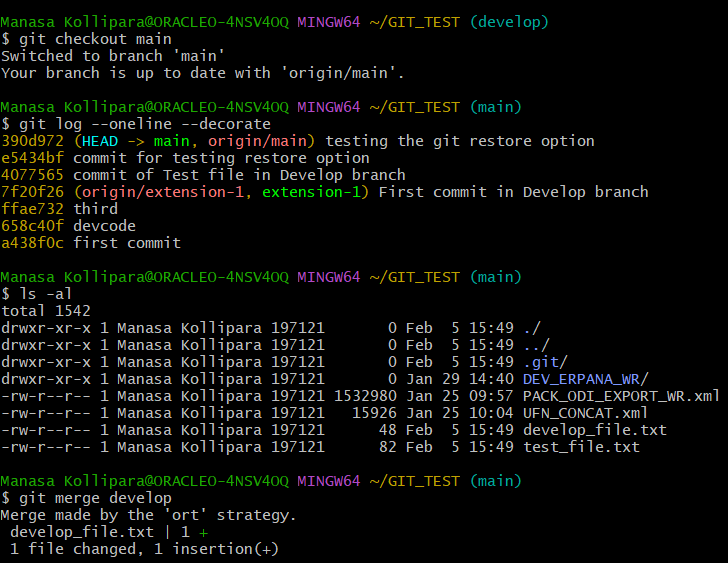 Manasa Kollipara@ORACLEO-4NSV4OQ MINGW64 ~/GIT_TEST (develop)
$ git checkout main
Switched to branch 'main'
Your branch is up to date with 'origin/main'.
Manasa Kollipara@ORACLEO-4NSV4OQ MINGW64 ~/GIT_TEST (main)
$ git log --oneline --decorate
390d972 (HEAD -> main, origin/main) testing the git restore option
e5434bf commit for testing restore option
4077565 commit of Test file in Develop branch
7f20f26 (origin/extension-1, extension-1) First commit in Develop branch
ffae732 third
658c40f devcode
a438f0c first commit
Manasa Kollipara@ORACLEO-4NSV4OQ MINGW64 ~/GIT_TEST (main)
$ ls -al
total 1542
drwxr-xr-x 1 Manasa Kollipara 197121       0 Feb  5 15:49 ./
drwxr-xr-x 1 Manasa Kollipara 197121       0 Feb  5 15:49 ../
drwxr-xr-x 1 Manasa Kollipara 197121       0 Feb  5 15:49 .git/
drwxr-xr-x 1 Manasa Kollipara 197121       0 Jan 29 14:40 DEV_ERPANA_WR/
-rw-r--r-- 1 Manasa Kollipara 197121 1532980 Jan 25 09:57 PACK_ODI_EXPORT_WR.xml
-rw-r--r-- 1 Manasa Kollipara 197121   15926 Jan 25 10:04 UFN_CONCAT.xml
-rw-r--r-- 1 Manasa Kollipara 197121      48 Feb  5 15:49 develop_file.txt
-rw-r--r-- 1 Manasa Kollipara 197121      82 Feb  5 15:49 test_file.txt
Manasa Kollipara@ORACLEO-4NSV4OQ MINGW64 ~/GIT_TEST (main)
$ git merge develop
Merge made by the 'ort' strategy.
 develop_file.txt | 1 +
 1 file changed, 1 insertion(+)